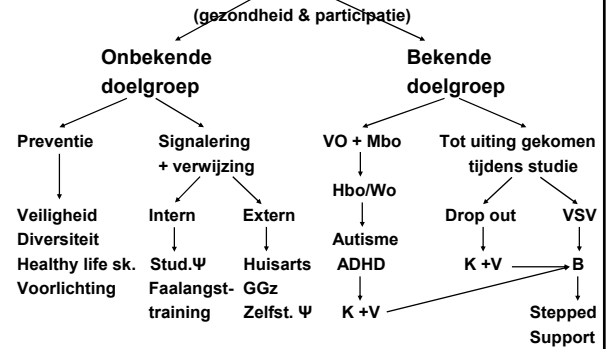 (gezondheid & participatie)
Onbekende
doelgroep
Bekende
doelgroep
Preventie
Signalering
+ verwijzing
VO + Mbo
Tot uiting gekomen
tijdens studie
Hbo/Wo
Veiligheid
Diversiteit
Healthy life sk.
Voorlichting
Intern
Extern
Drop out
VSV
Autisme
ADHD
Stud.Ψ
Faalangst-
training
Huisarts
GGz
Zelfst. Ψ
K +V
K +V
B
Stepped
Support